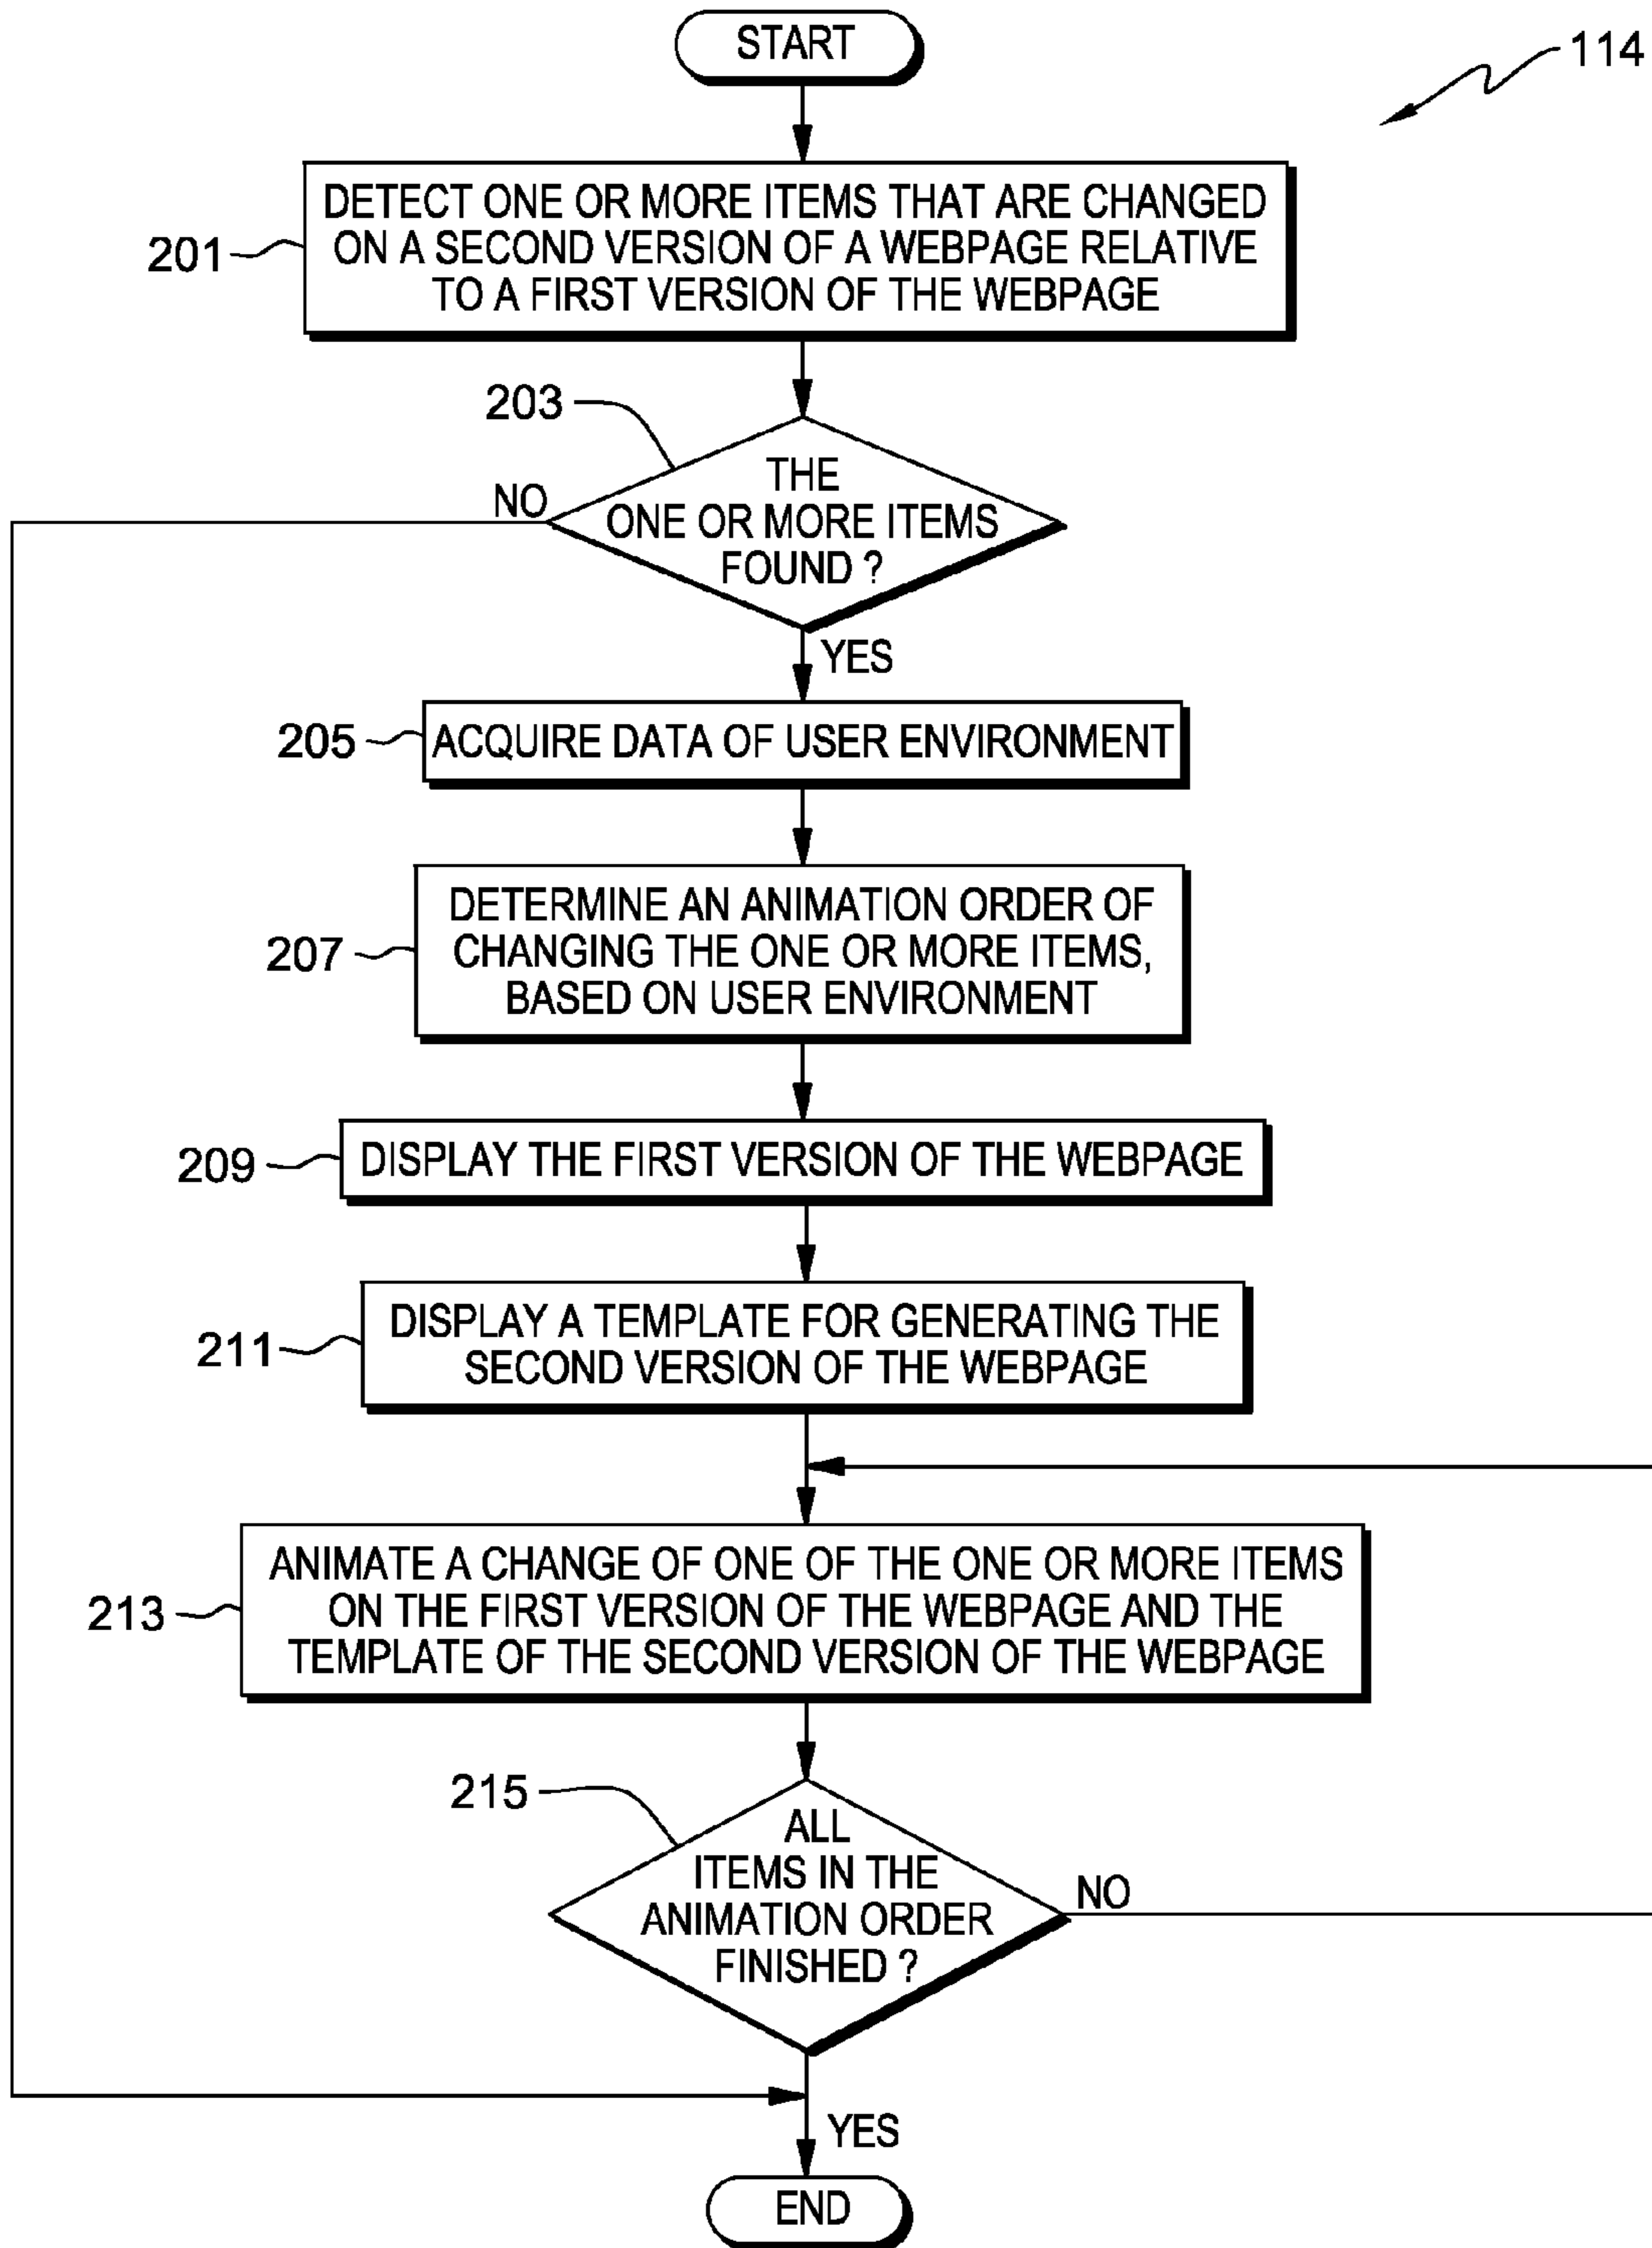 START
114
DETECT ONE OR MORE ITEMS THAT ARE CHANGED
ON A SECOND VERSION OF A WEBPAGE RELATIVE
TO A FIRST VERSION OF THE WEBPAGE
201
203
THE
ONE OR MORE ITEMS
FOUND ?
NO
YES
205
ACQUIRE DATA OF USER ENVIRONMENT
207
DETERMINE AN ANIMATION ORDER OF
CHANGING THE ONE OR MORE ITEMS,
BASED ON USER ENVIRONMENT
209
DISPLAY THE FIRST VERSION OF THE WEBPAGE
211
DISPLAY A TEMPLATE FOR GENERATING THE
SECOND VERSION OF THE WEBPAGE
213
ANIMATE A CHANGE OF ONE OF THE ONE OR MORE ITEMS
ON THE FIRST VERSION OF THE WEBPAGE AND THE
TEMPLATE OF THE SECOND VERSION OF THE WEBPAGE
215
ALL
ITEMS IN THE
ANIMATION ORDER
FINISHED ?
NO
YES
END